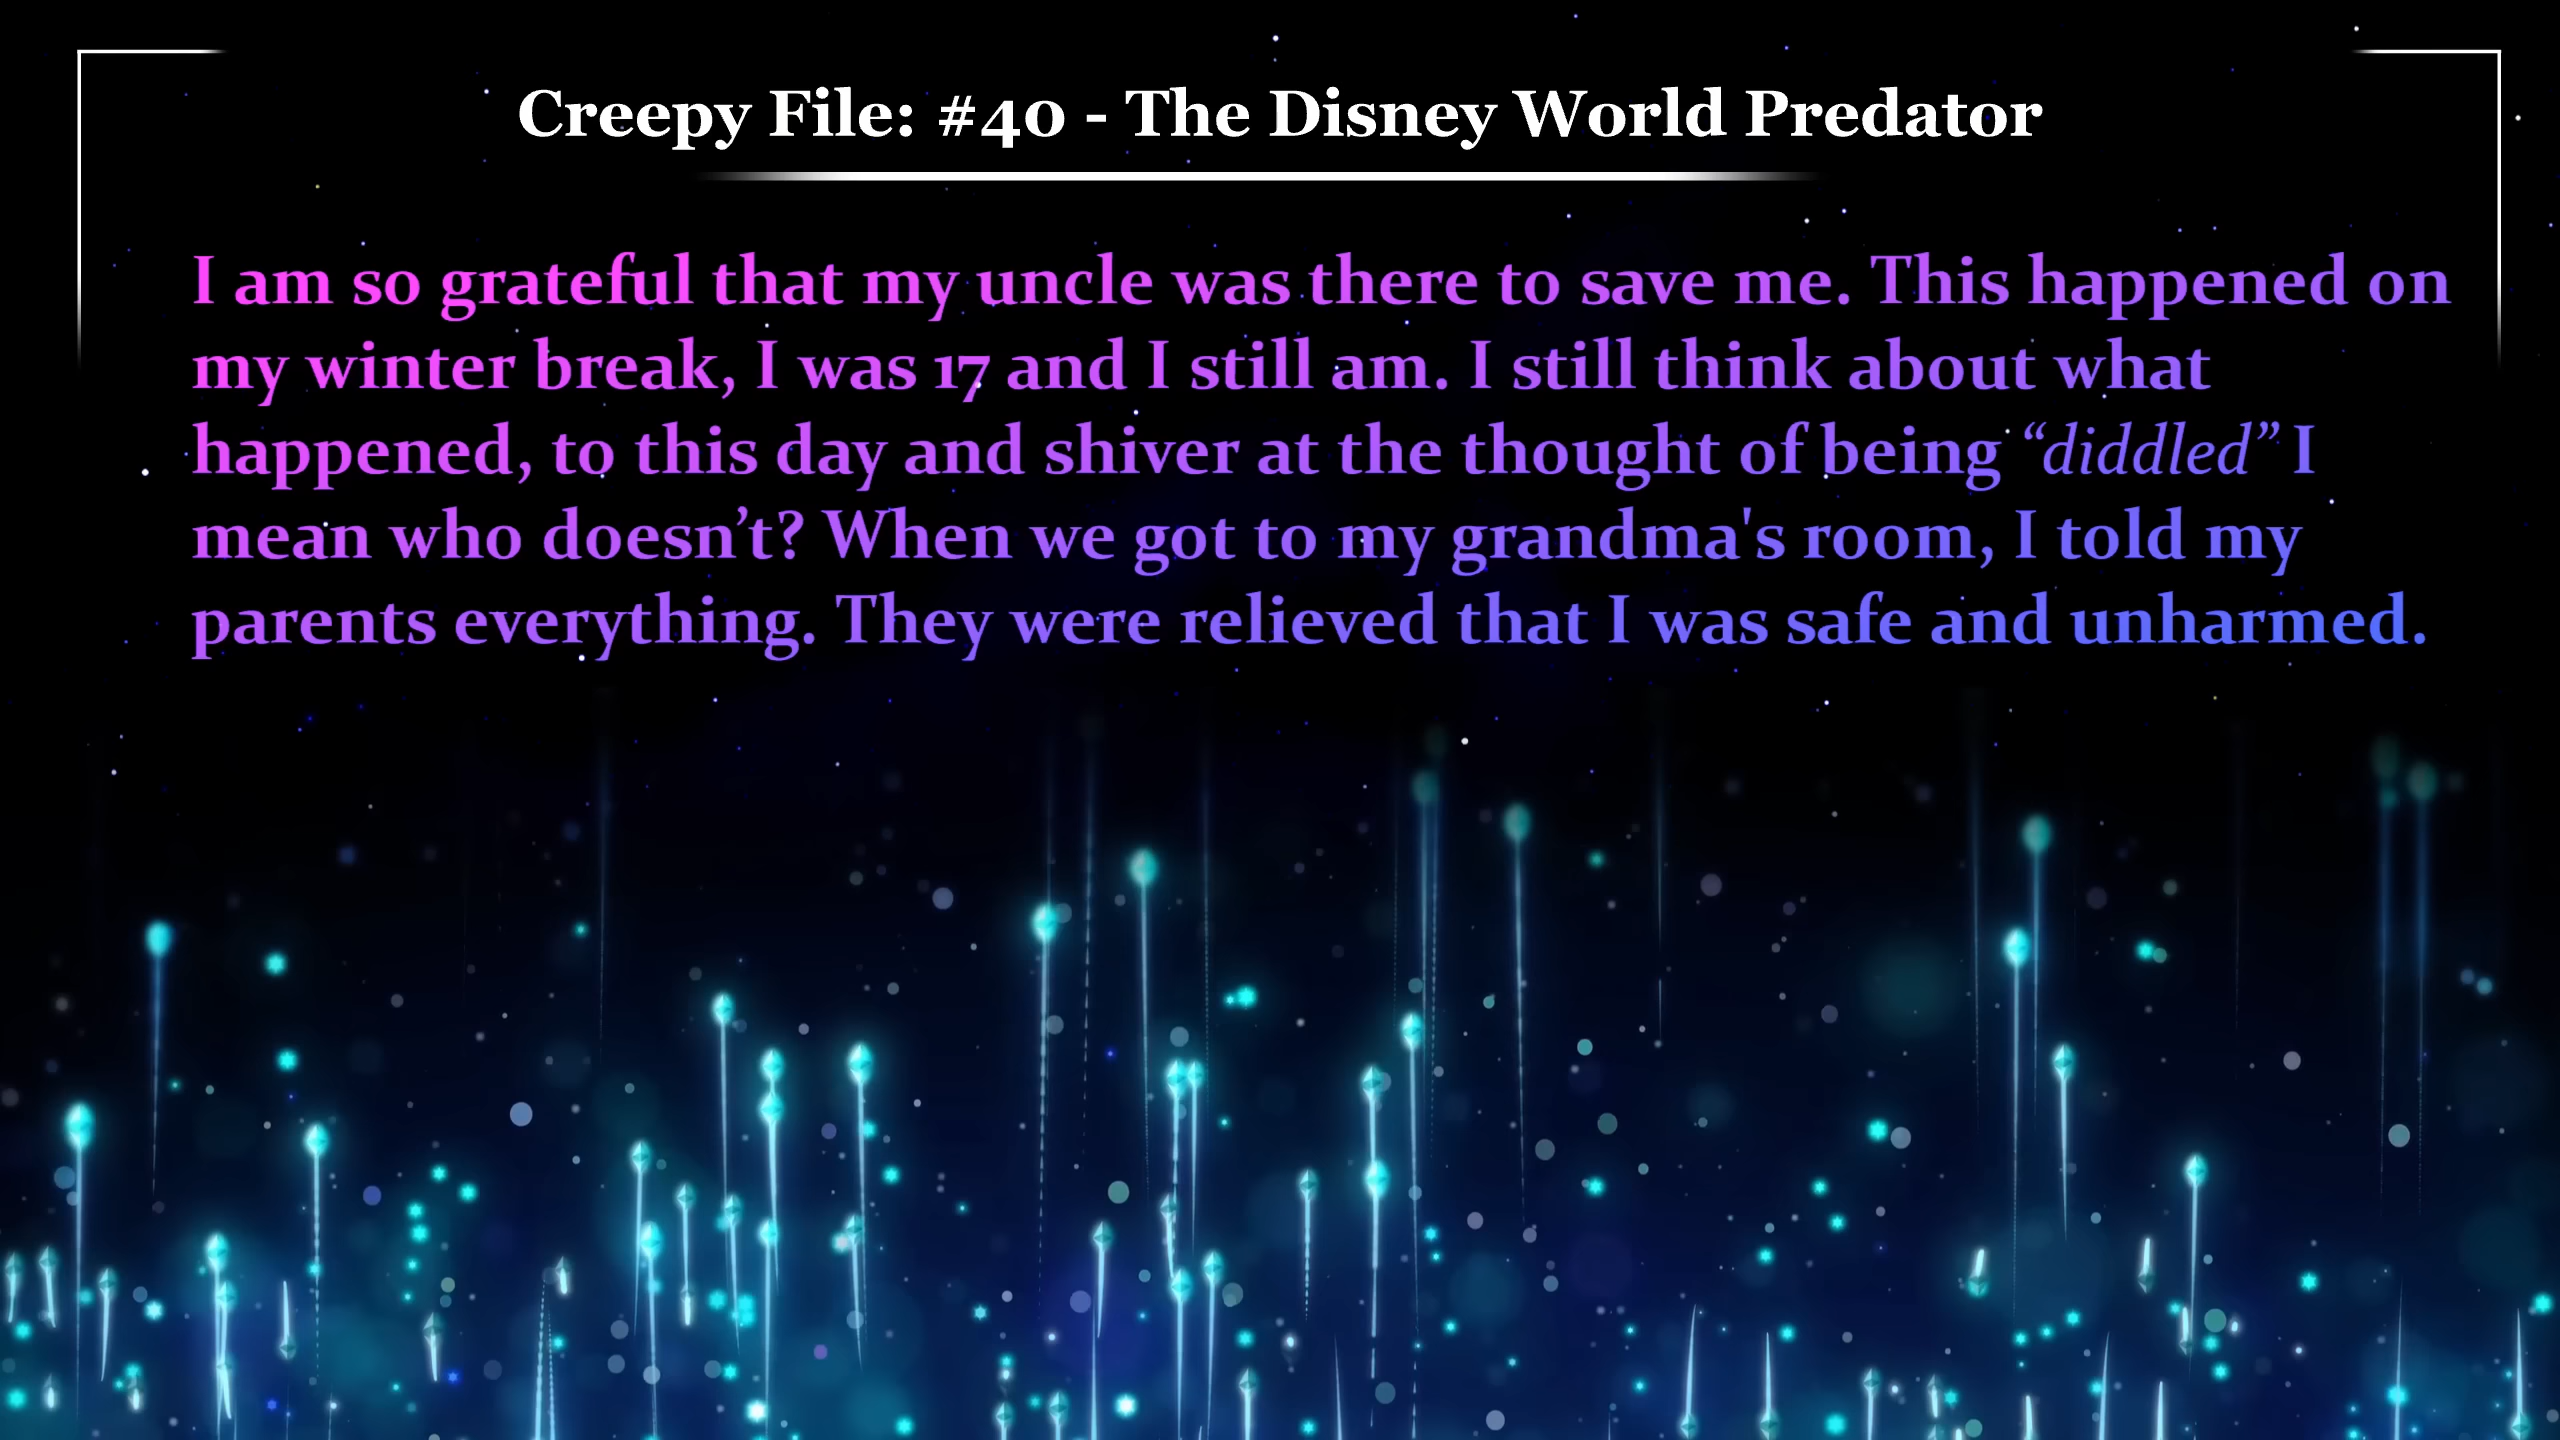 Creepy File: #40 - The Disney World Predator
I am so grateful that my uncle was there to save me. This happened on
my winter break, I was 17 and I still am. I still think about what
happened, to this day and shiver at the thought of being “diddled” I
mean who doesn’t? When we got to my grandma's room, I told my
parents everything. They were relieved that I was safe and unharmed.